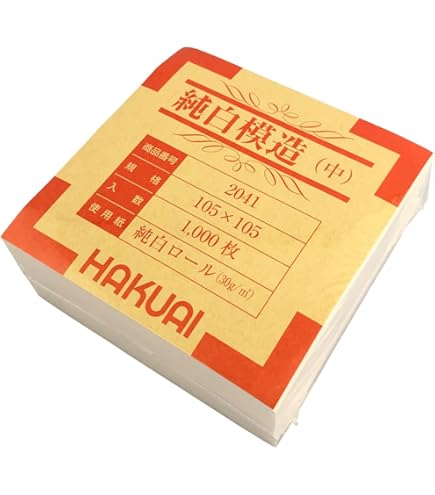 純白模造(中)
商品番号 2041
規格 105×105
入数 1,000枚
使用紙 純白ロール(30g/㎡)
HAKUAI